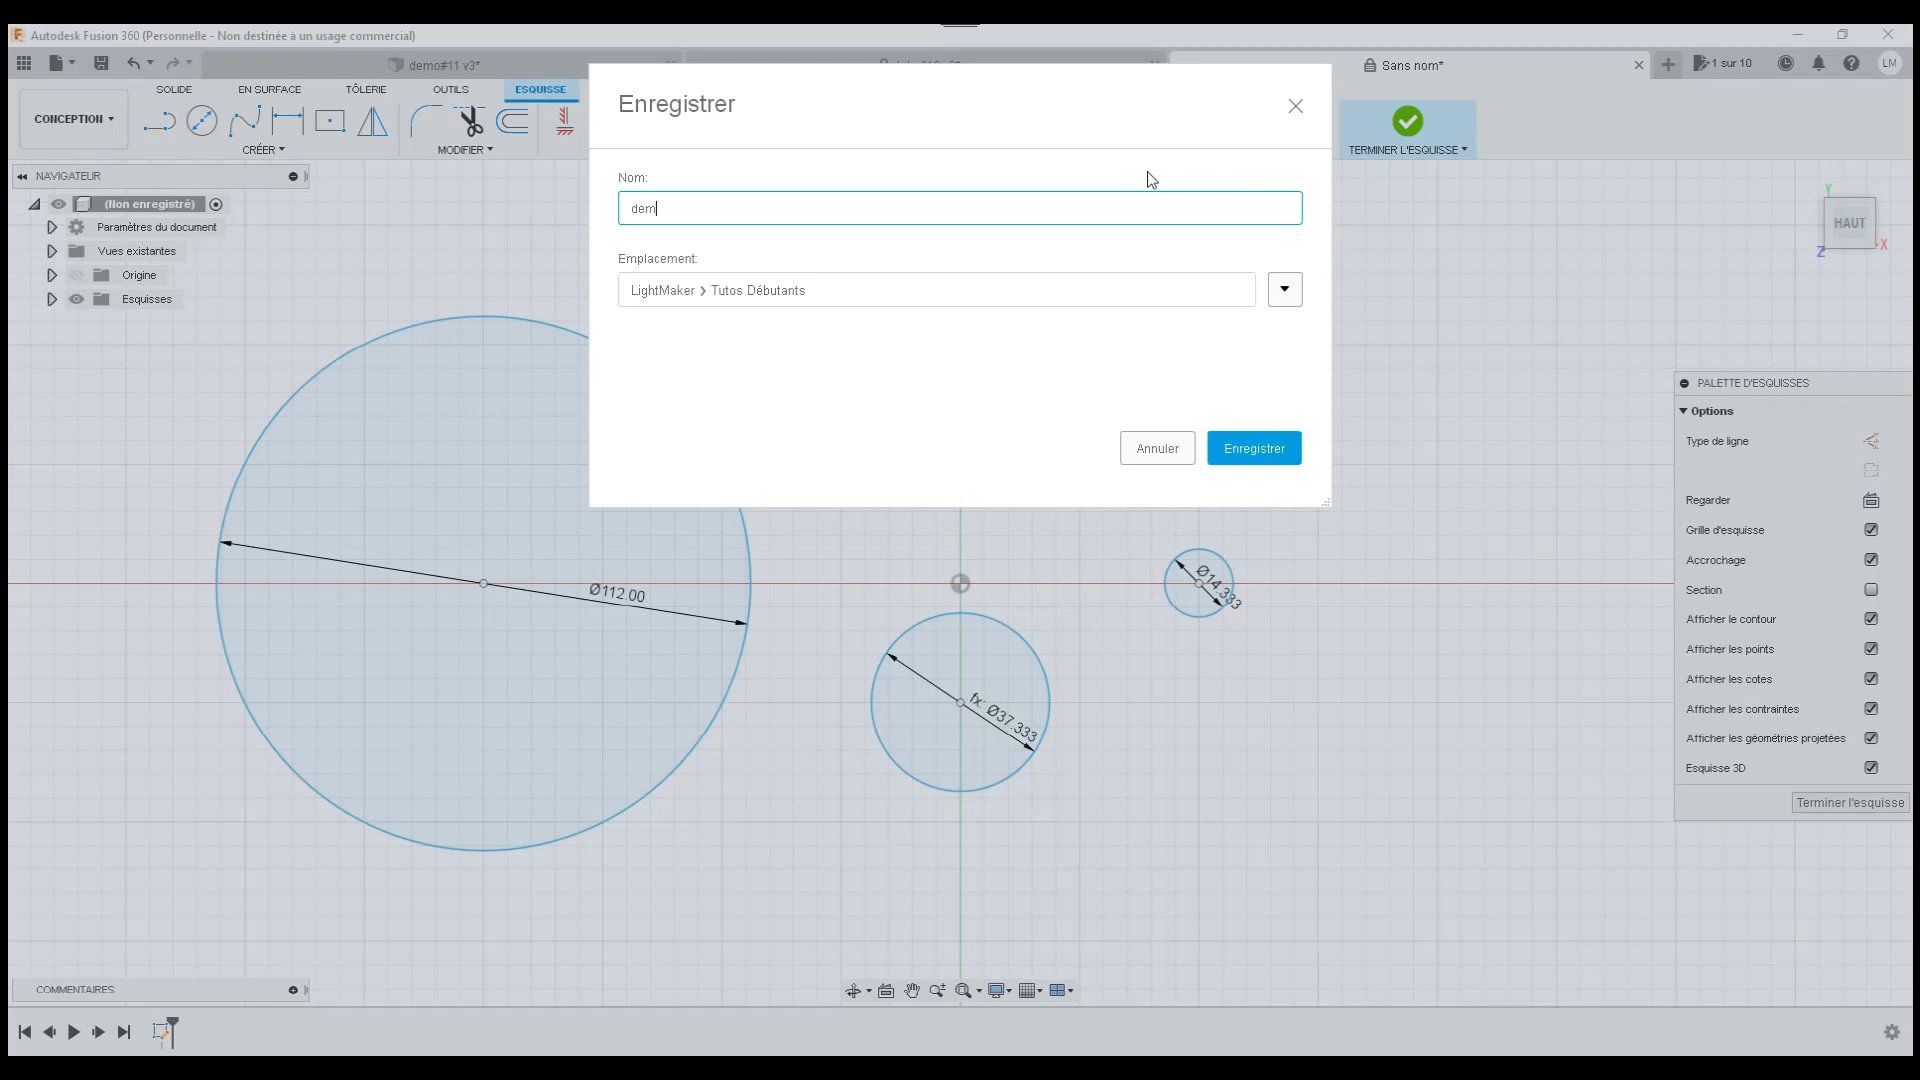 Autodesk Fusion 360 (Personnelle - Non destinée à un usage commercial)
demo#11 v3*
Sans nom*
1 sur 10
LM
CONCEPTION
SOLIDE
EN SURFACE
TÔLERIE
OUTILS
ESQUISSE
CRÉER
MODIFIER
TERMINER L'ESQUISSE
NAVIGATEUR
(Non enregistré)
Paramètres du document
Vues existantes
Origine
Esquisses
Enregistrer
Nom:
dem
Emplacement:
LightMaker > Tutos Débutants
Annuler
Enregistrer
HAUT
Y
X
Z
Ø112.00
fx: Ø37.333
Ø14.333
PALETTE D'ESQUISSES
Options
Type de ligne
Regarder
Grille d'esquisse
Accrochage
Section
Afficher le contour
Afficher les points
Afficher les cotes
Afficher les contraintes
Afficher les géométries projetées
Esquisse 3D
Terminer l'esquisse
COMMENTAIRES